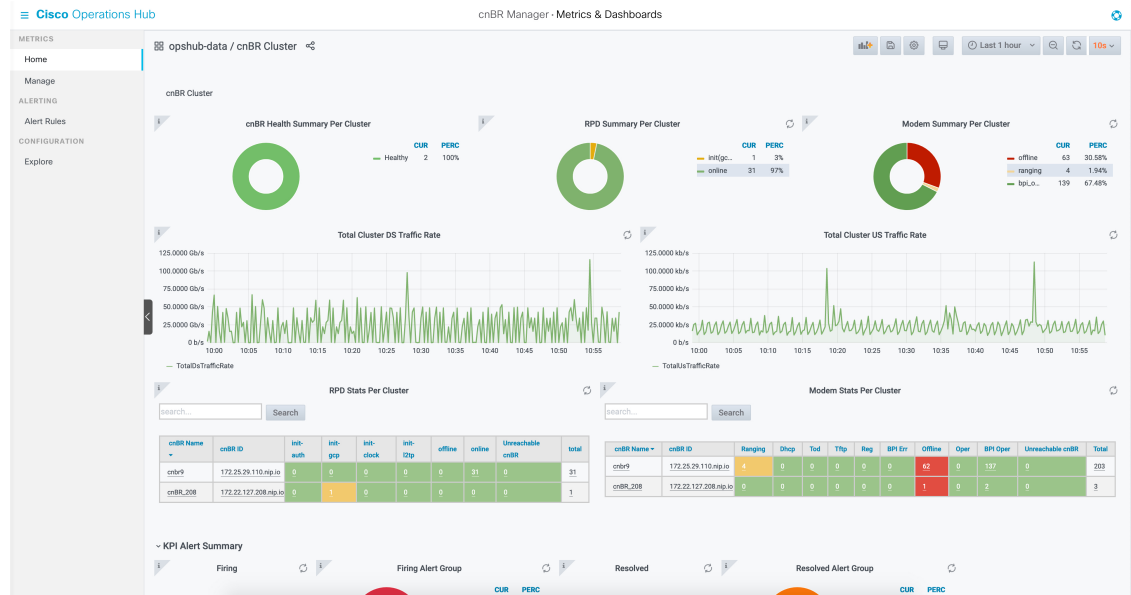 Cisco Operations Hub
cnBR Manager · Metrics & Dashboards
METRICS
Home
Manage
ALERTING
Alert Rules
CONFIGURATION
Explore
opshub-data / cnBR Cluster
Last 1 hour
10s
cnBR Cluster
cnBR Health Summary Per Cluster
CUR PERC
Healthy 2 100%
RPD Summary Per Cluster
CUR PERC
init(gc... 1 3%
online 31 97%
Modem Summary Per Cluster
CUR PERC
offline 63 30.58%
ranging 4 1.94%
bpi_o... 139 67.48%
Total Cluster DS Traffic Rate
125.0000 Gb/s
100.0000 Gb/s
75.0000 Gb/s
50.0000 Gb/s
25.0000 Gb/s
0 b/s
10:00 10:05 10:10 10:15 10:20 10:25 10:30 10:35 10:40 10:45 10:50 10:55
TotalDsTrafficRate
Total Cluster US Traffic Rate
125.0000 kb/s
100.0000 kb/s
75.0000 kb/s
50.0000 kb/s
25.0000 kb/s
0 b/s
10:00 10:05 10:10 10:15 10:20 10:25 10:30 10:35 10:40 10:45 10:50 10:55
TotalUsTrafficRate
RPD Stats Per Cluster
search... Search
cnBR Name cnBR ID init-auth init-gcp init-clock init-l2tp offline online Unreachable cnBR total
cnbr9 172.25.29.110.nip.io 0 0 0 0 0 31 0 31
cnBR_208 172.22.127.208.nip.io 0 1 0 0 0 0 0 1
Modem Stats Per Cluster
search... Search
cnBR Name cnBR ID Ranging Dhcp Tod Tftp Reg BPI Err Offline Oper BPI Oper Unreachable cnBR Total
cnbr9 172.25.29.110.nip.io 4 0 0 0 0 0 62 0 137 0 203
cnBR_208 172.22.127.208.nip.io 0 0 0 0 0 0 1 0 2 0 3
KPI Alert Summary
Firing
Firing Alert Group
CUR PERC
Resolved
Resolved Alert Group
CUR PERC